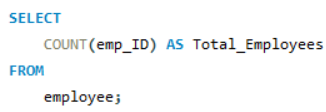 SELECT
COUNT(emp_ID) AS Total_Employees
FROM
employee;